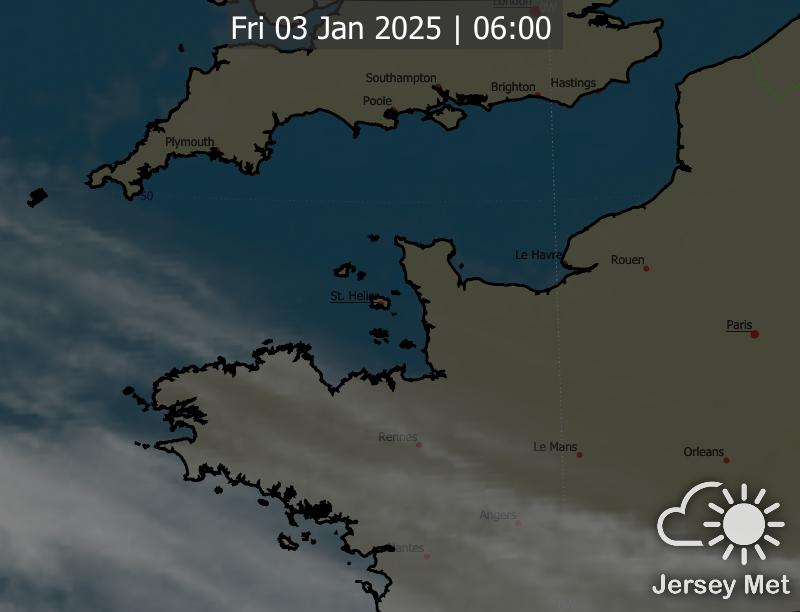 London
Fri 03 Jan 2025 | 06:00
Southampton
Brighton
Hastings
Poole
Plymouth
50
Le Havre
Rouen
St. Helier
Paris
Rennes
Le Mans
Orleans
Angers
Nantes
Jersey Met